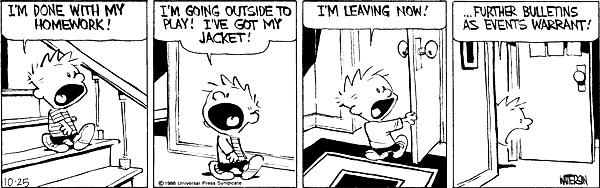 I'M DONE WITH MY
HOMEWORK!
10-25
I'M GOING OUTSIDE TO
PLAY! I'VE GOT MY
JACKET!
©1986 Universal Press Syndicate
I'M LEAVING NOW!
...FURTHER BULLETINS
AS EVENTS WARRANT!
WATTERSON